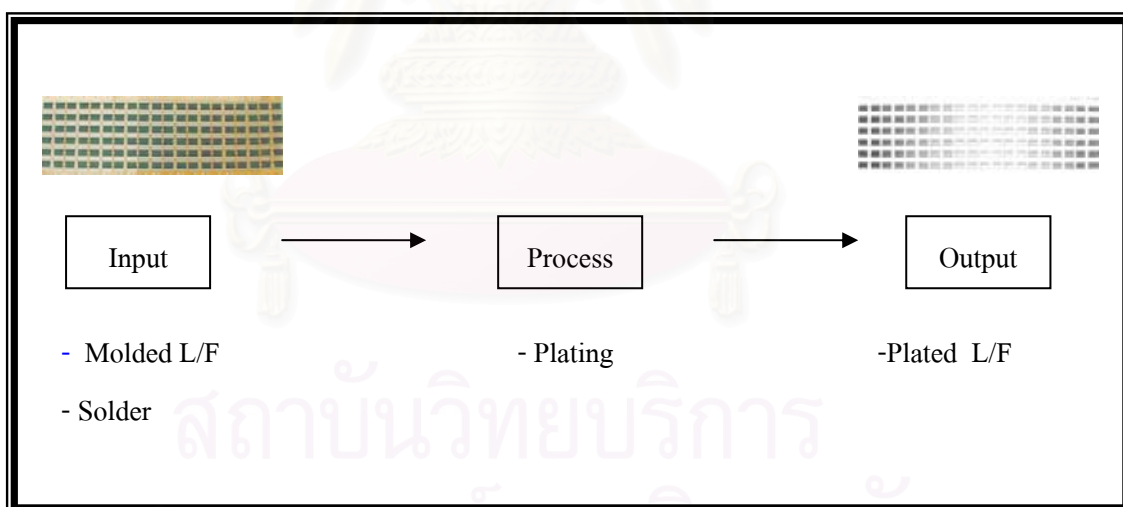 Input
Process
Output
- Molded L/F
- Plating
-Plated L/F
- Solder
สถาบันวิทยบริการ